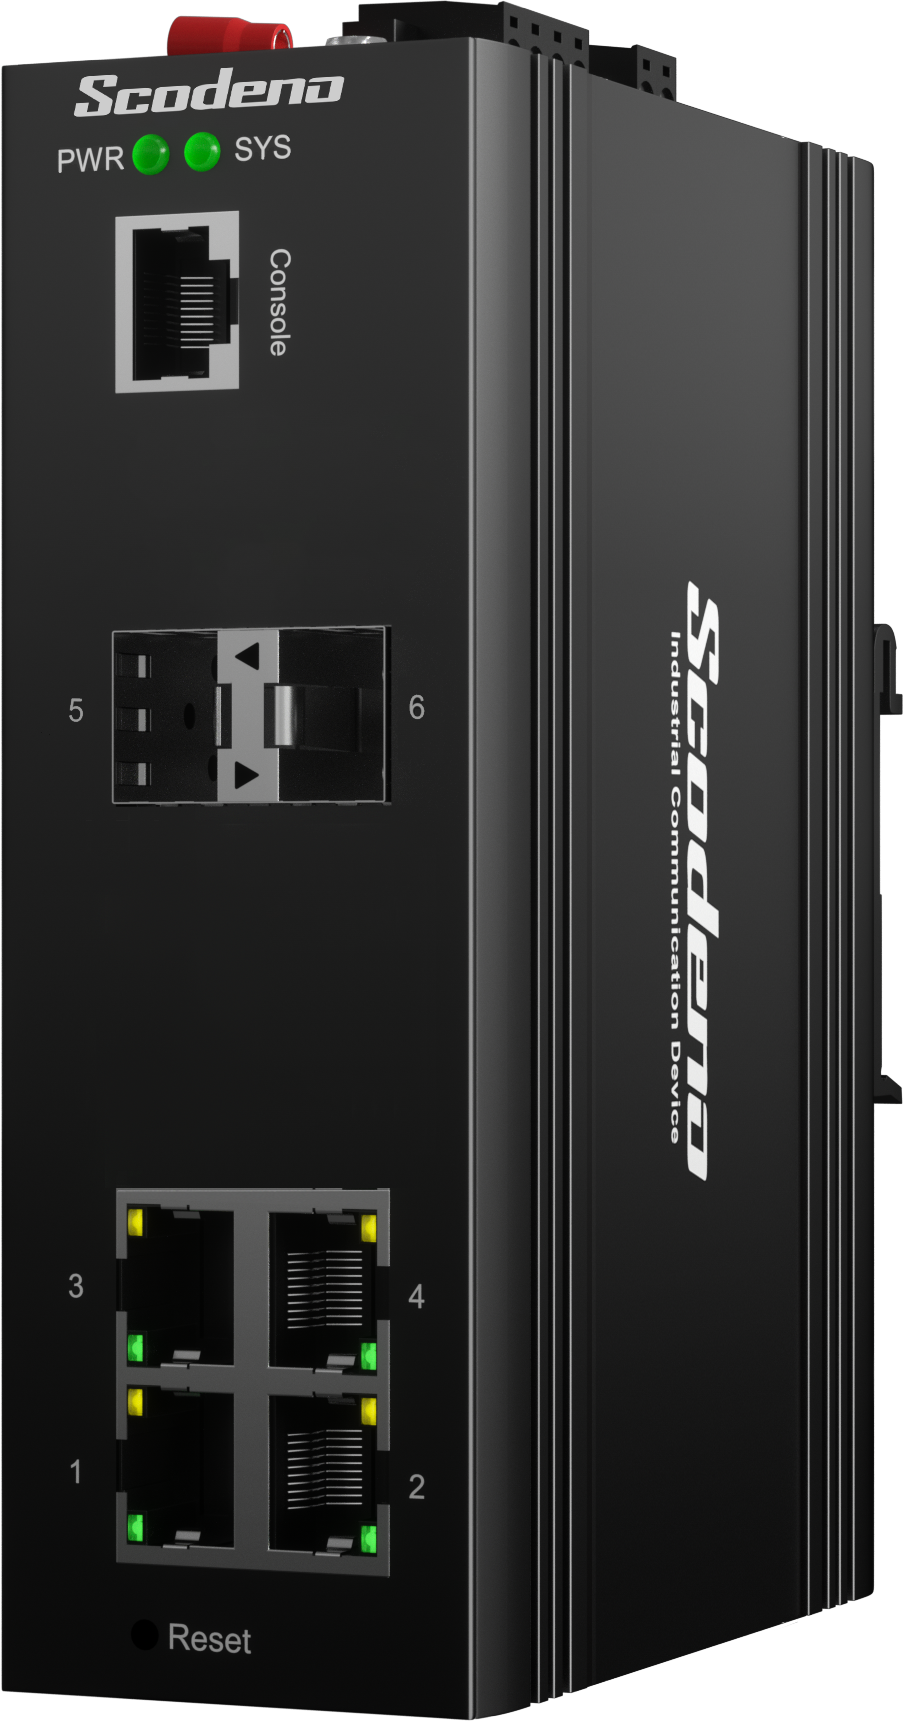 Scodeno
PWR SYS
Console
5 6
3 4
1 2
Reset
Scodeno
Industrial Communication Device